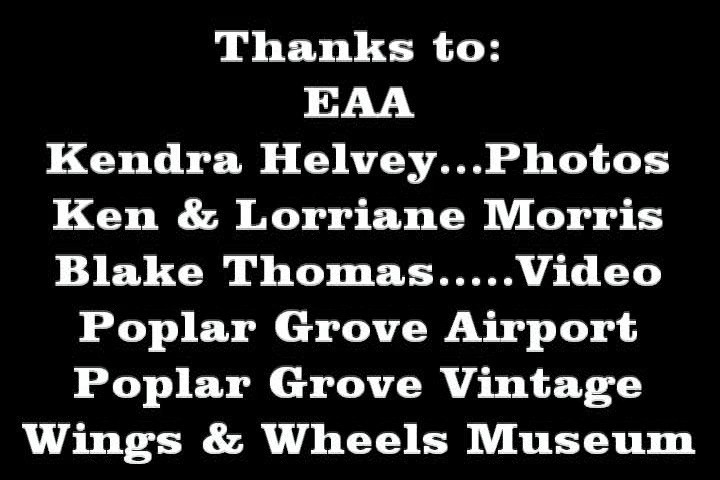 Thanks to:
EAA
Kendra Helvey...Photos
Ken & Lorriane Morris
Blake Thomas.....Video
Poplar Grove Airport
Poplar Grove Vintage
Wings & Wheels Museum